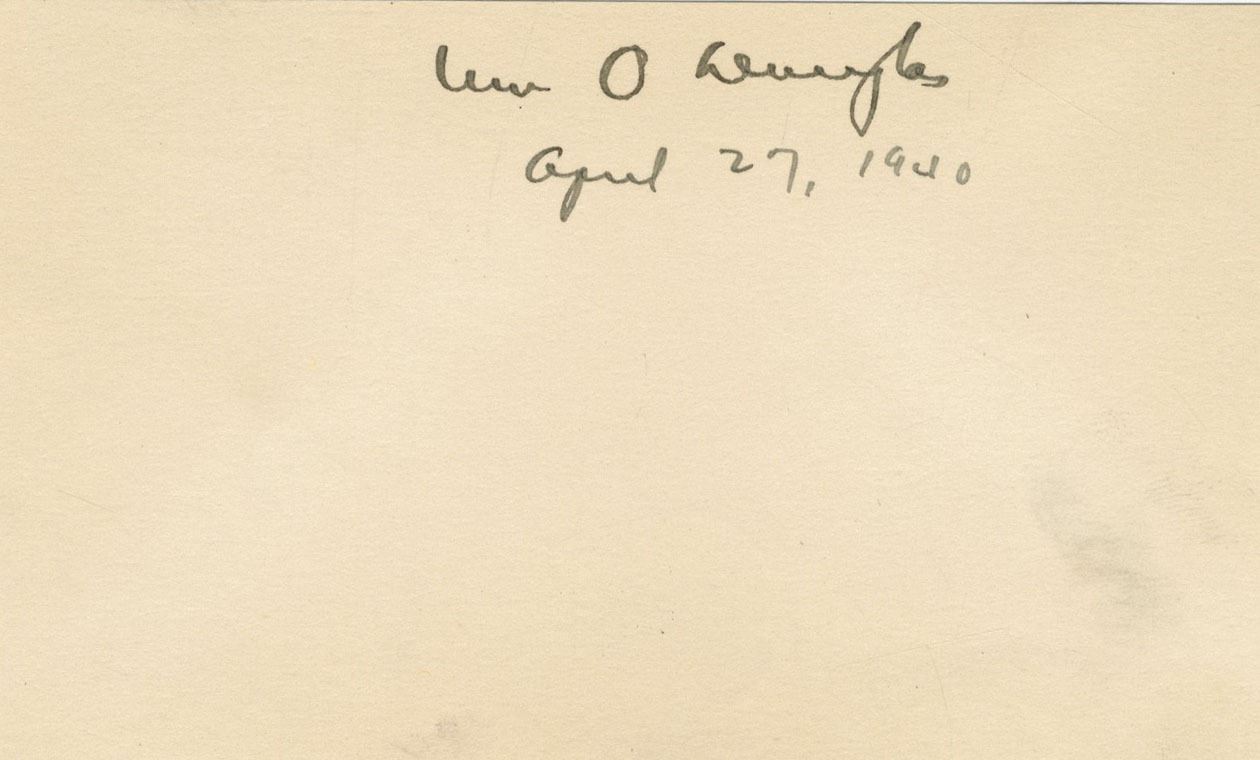 Wm O Douglas
April 27, 1940